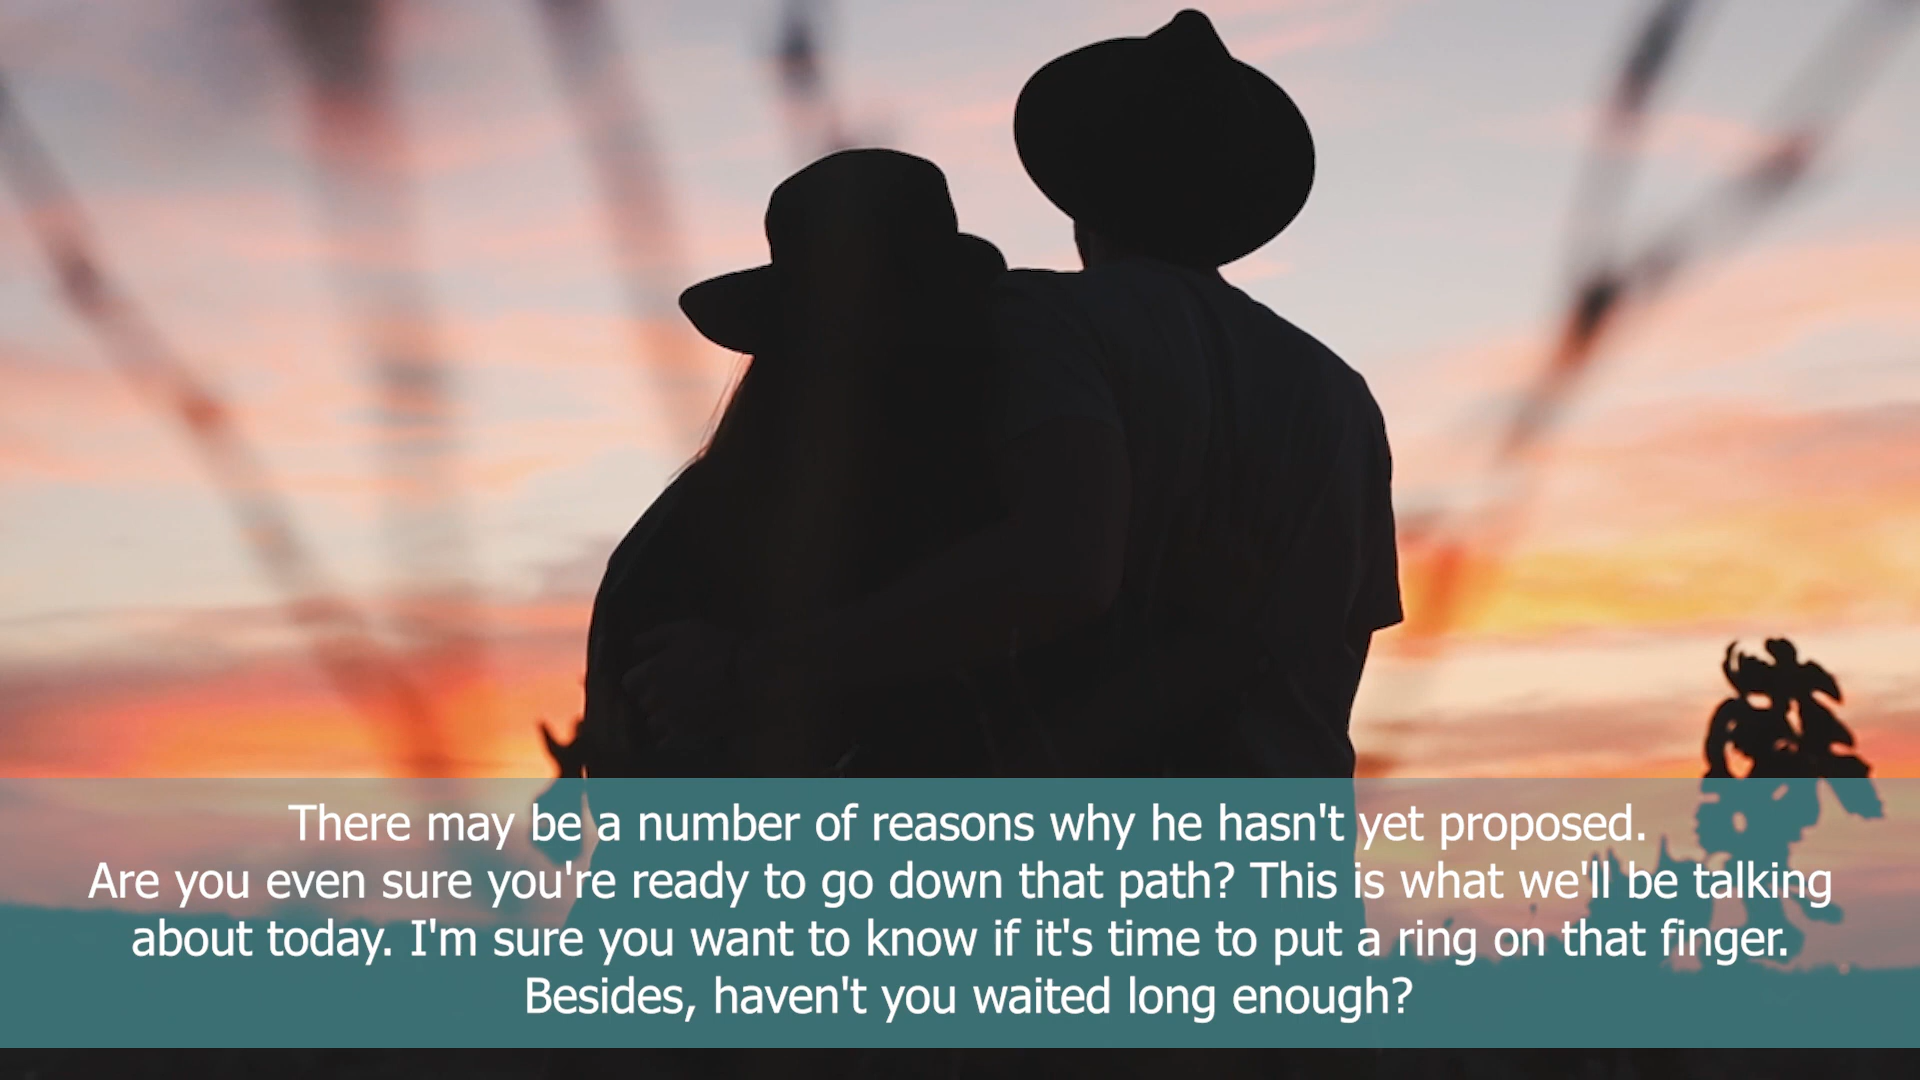 There may be a number of reasons why he hasn't yet proposed.
Are you even sure you're ready to go down that path? This is what we'll be talking
about today. I'm sure you want to know if it's time to put a ring on that finger.
Besides, haven't you waited long enough?